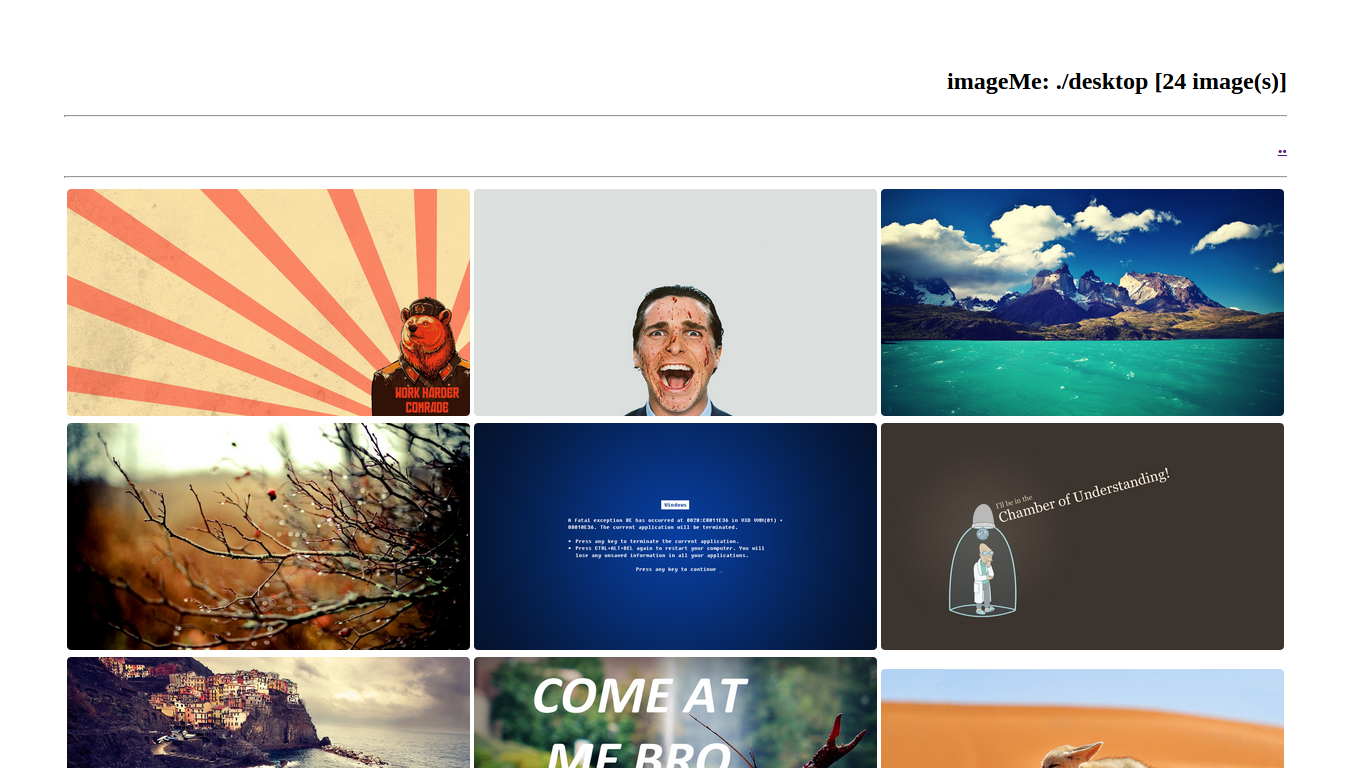 imageMe: ./desktop [24 image(s)]
..
WORK HARDER
COMRADE
Windows
A fatal exception 0E has occurred at 0028:C0011E36 in VXD VMM(01) +
00010E36. The current application will be terminated.
* Press any key to terminate the current application.
* Press CTRL+ALT+DEL again to restart your computer. You will
lose any unsaved information in all your applications.
Press any key to continue _
I'll be in the
Chamber of Understanding!
COME AT
ME BRO